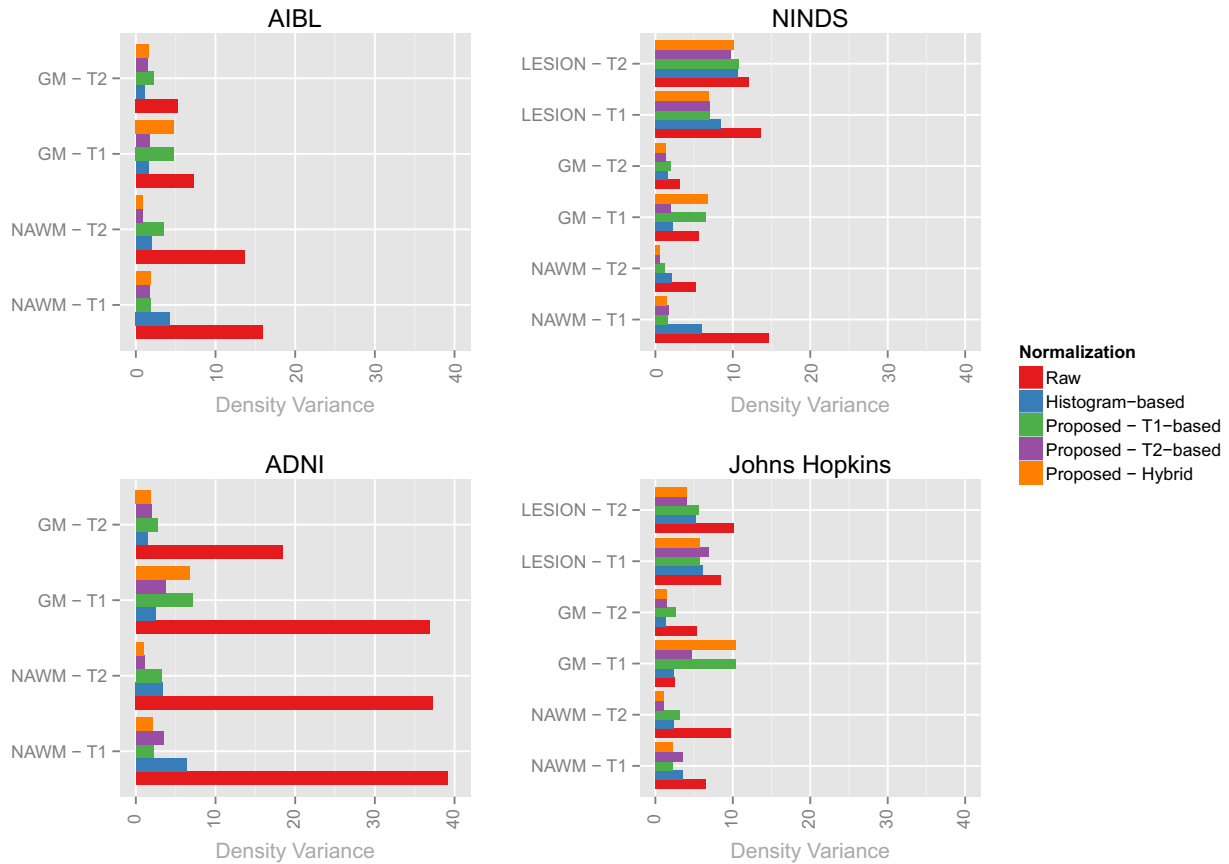 AIBL
GM − T2
GM − T1
NAWM − T2
NAWM − T1
0 10 20 30 40
Density Variance
NINDS
LESION − T2
LESION − T1
GM − T2
GM − T1
NAWM − T2
NAWM − T1
0 10 20 30 40
Density Variance
ADNI
GM − T2
GM − T1
NAWM − T2
NAWM − T1
0 10 20 30 40
Density Variance
Johns Hopkins
LESION − T2
LESION − T1
GM − T2
GM − T1
NAWM − T2
NAWM − T1
0 10 20 30 40
Density Variance
Normalization
Raw
Histogram−based
Proposed − T1−based
Proposed − T2−based
Proposed − Hybrid